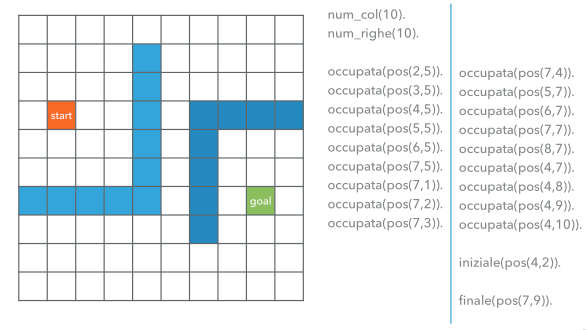 start
goal
num_col(10).
num_righe(10).
occupata(pos(2,5)).
occupata(pos(3,5)).
occupata(pos(4,5)).
occupata(pos(5,5)).
occupata(pos(6,5)).
occupata(pos(7,5)).
occupata(pos(7,1)).
occupata(pos(7,2)).
occupata(pos(7,3)).
occupata(pos(7,4)).
occupata(pos(5,7)).
occupata(pos(6,7)).
occupata(pos(7,7)).
occupata(pos(8,7)).
occupata(pos(4,7)).
occupata(pos(4,8)).
occupata(pos(4,9)).
occupata(pos(4,10)).
iniziale(pos(4,2)).
finale(pos(7,9)).